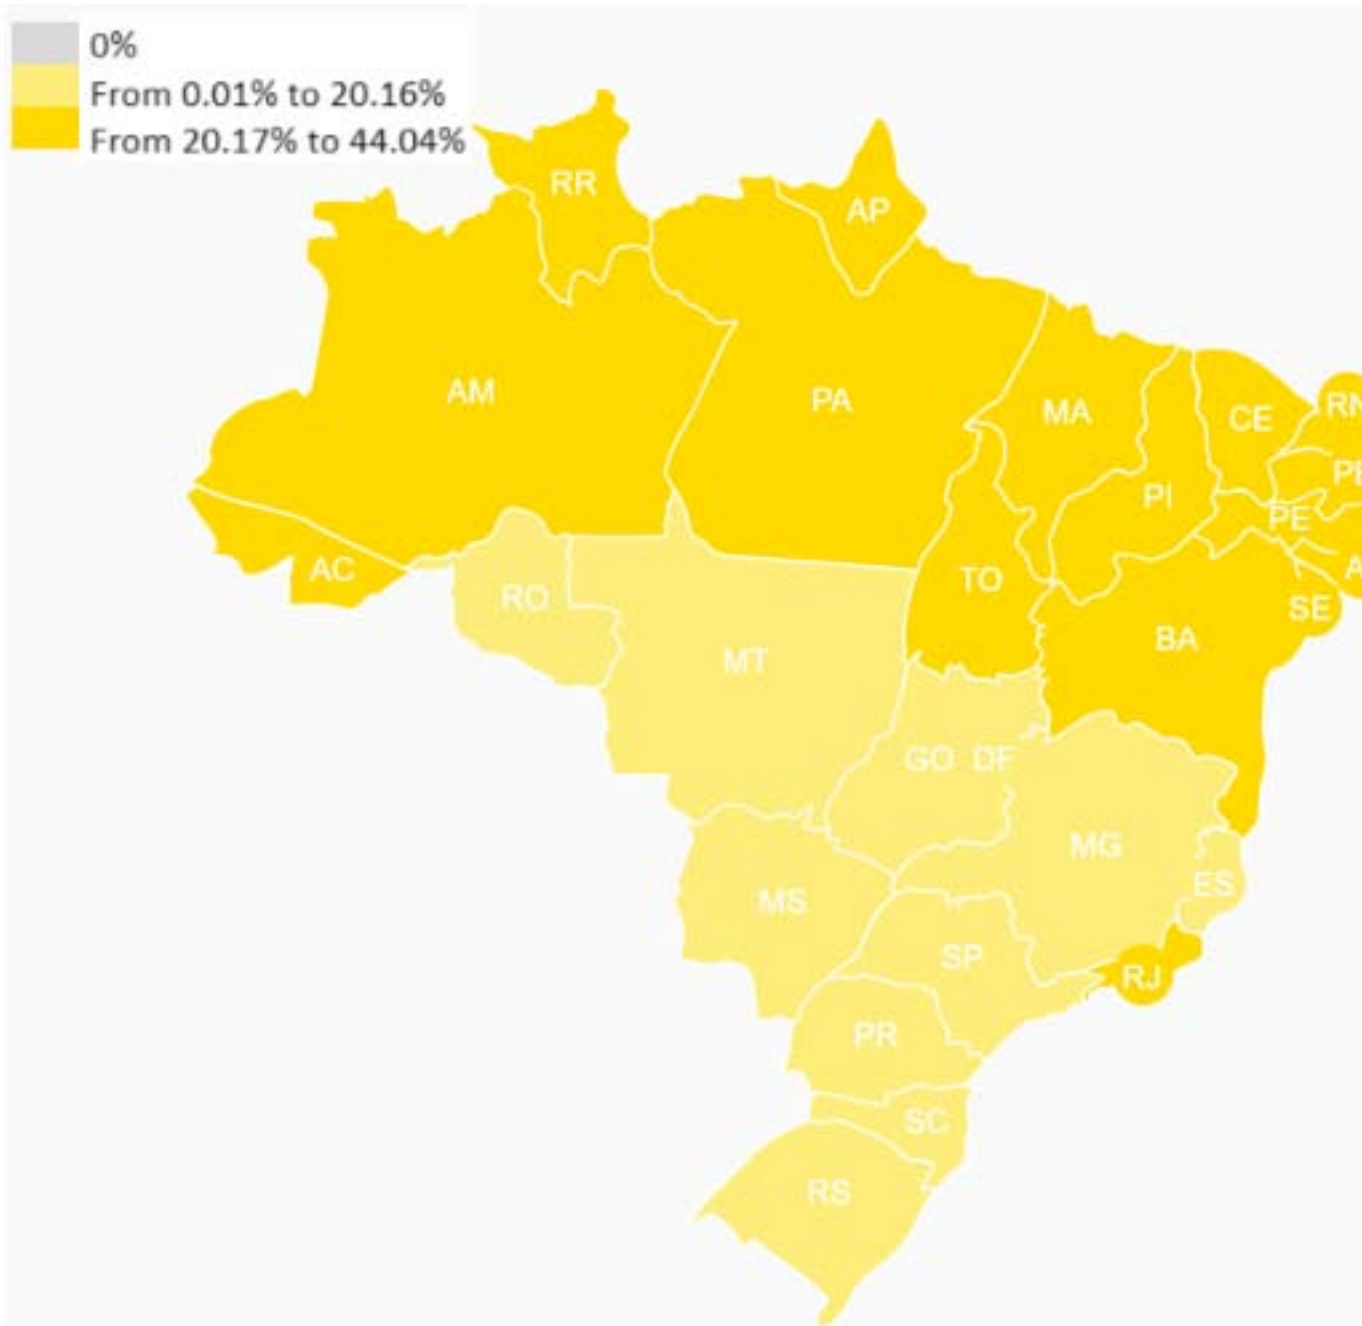 0%
From 0.01% to 20.16%
From 20.17% to 44.04%
RR
AP
AM
PA
MA
CE
RN
PI
PE
AC
TO
RO
SE
BA
MT
GO DF
MG
ES
MS
SP
RJ
PR
SC
RS